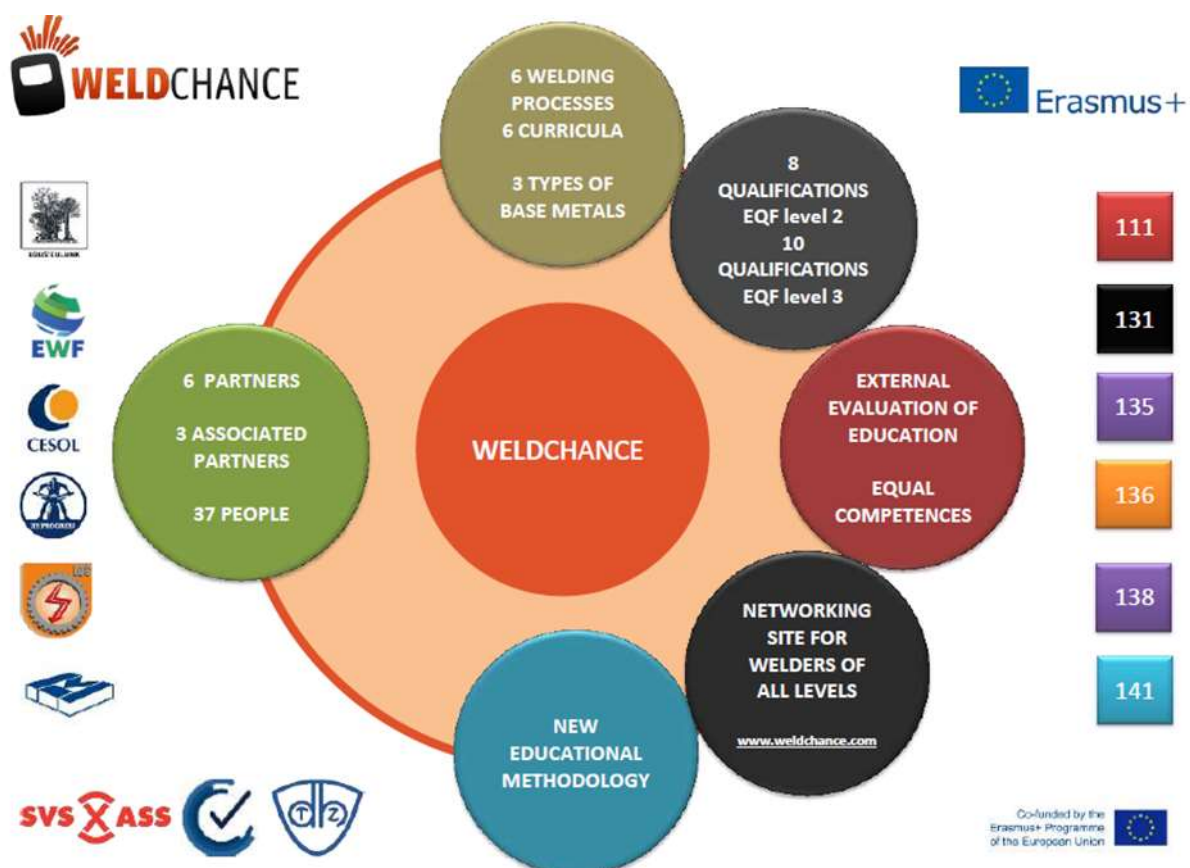 WELDCHANCE
Erasmus+
6 WELDING
PROCESSES
6 CURRICULA
3 TYPES OF
BASE METALS
8
QUALIFICATIONS
EQF level 2
10
QUALIFICATIONS
EQF level 3
EXTERNAL
EVALUATION OF
EDUCATION
EQUAL
COMPETENCES
NETWORKING
SITE FOR
WELDERS OF
ALL LEVELS
www.weldchance.com
NEW
EDUCATIONAL
METHODOLOGY
6 PARTNERS
3 ASSOCIATED
PARTNERS
37 PEOPLE
WELDCHANCE
EWF
CESOL
SVS ASS
111
131
135
136
138
141
Co-funded by the
Erasmus+ Programme
of the European Union